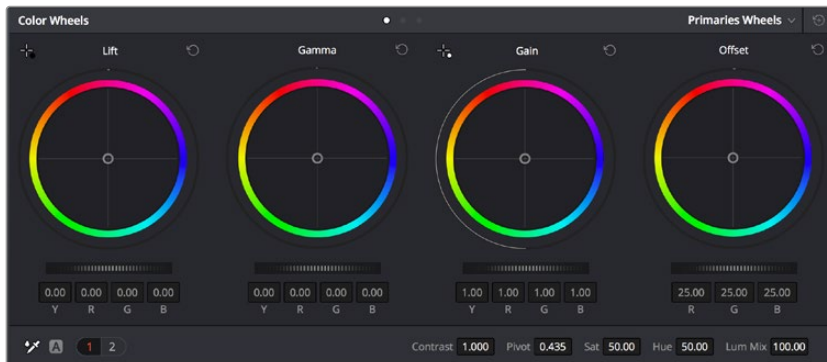 Color Wheels Primaries Wheels
Lift Gamma Gain Offset
0.00 0.00 0.00 0.00 0.00 0.00 0.00 0.00 1.00 1.00 1.00 1.00 25.00 25.00 25.00
Y R G B Y R G B Y R G B R G B
A 1 2 Contrast 1.000 Pivot 0.435 Sat 50.00 Hue 50.00 Lum Mix 100.00